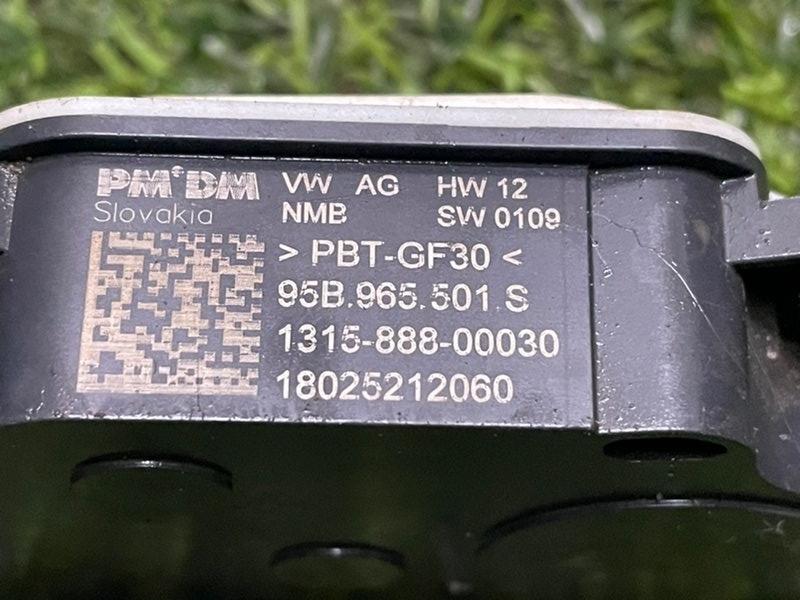 PM DM VW AG HW 12
Slovakia NMB SW 0109
> PBT-GF30 <
95B.965.501.S
1315-888-00030
18025212060